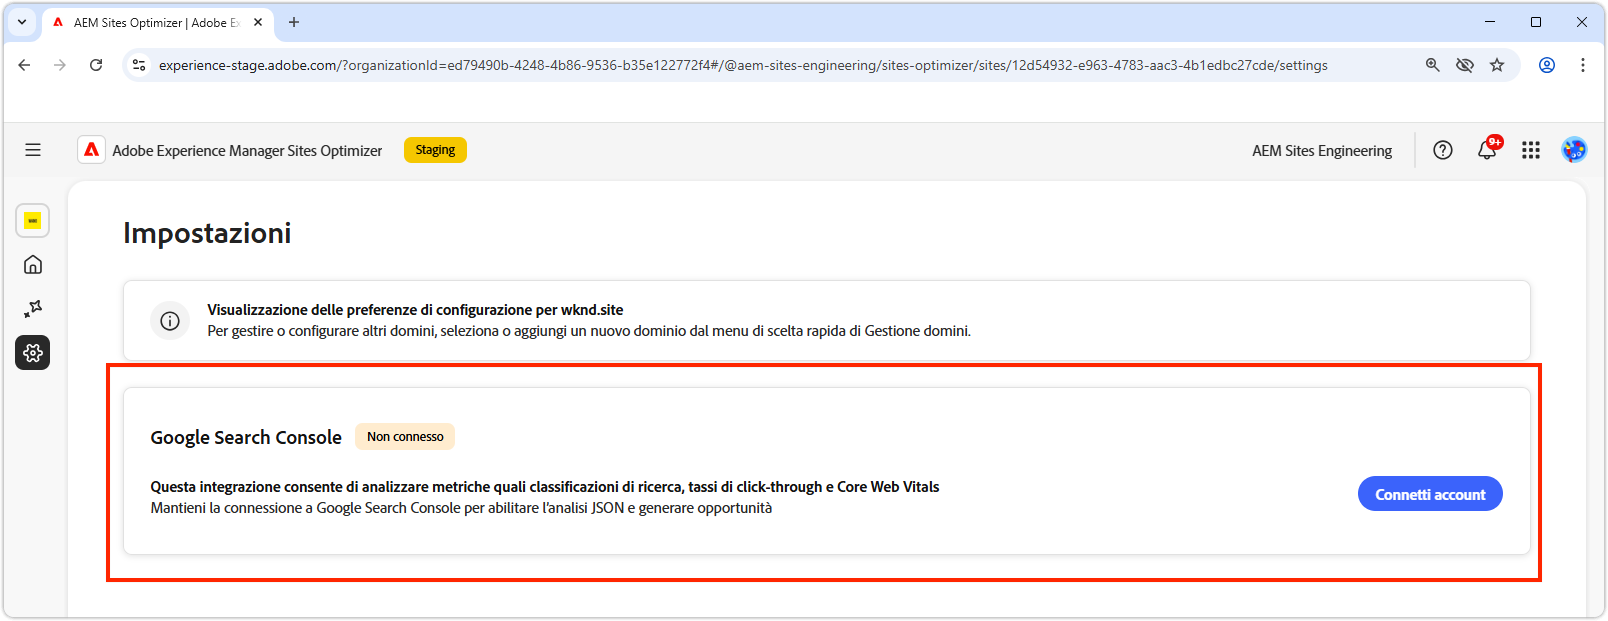 AEM Sites Optimizer | Adobe Ex
experience-stage.adobe.com/?organizationId=ed79490b-4248-4b86-9536-b35e122772f4#/@aem-sites-engineering/sites-optimizer/sites/12d54932-e963-4783-aac3-4b1edbc27cde/settings
Adobe Experience Manager Sites Optimizer
Staging
AEM Sites Engineering
9+
Impostazioni
Visualizzazione delle preferenze di configurazione per wknd.site
Per gestire o configurare altri domini, seleziona o aggiungi un nuovo dominio dal menu di scelta rapida di Gestione domini.
Google Search Console
Non connesso
Questa integrazione consente di analizzare metriche quali classificazioni di ricerca, tassi di click-through e Core Web Vitals
Mantieni la connessione a Google Search Console per abilitare l'analisi JSON e generare opportunità
Connetti account